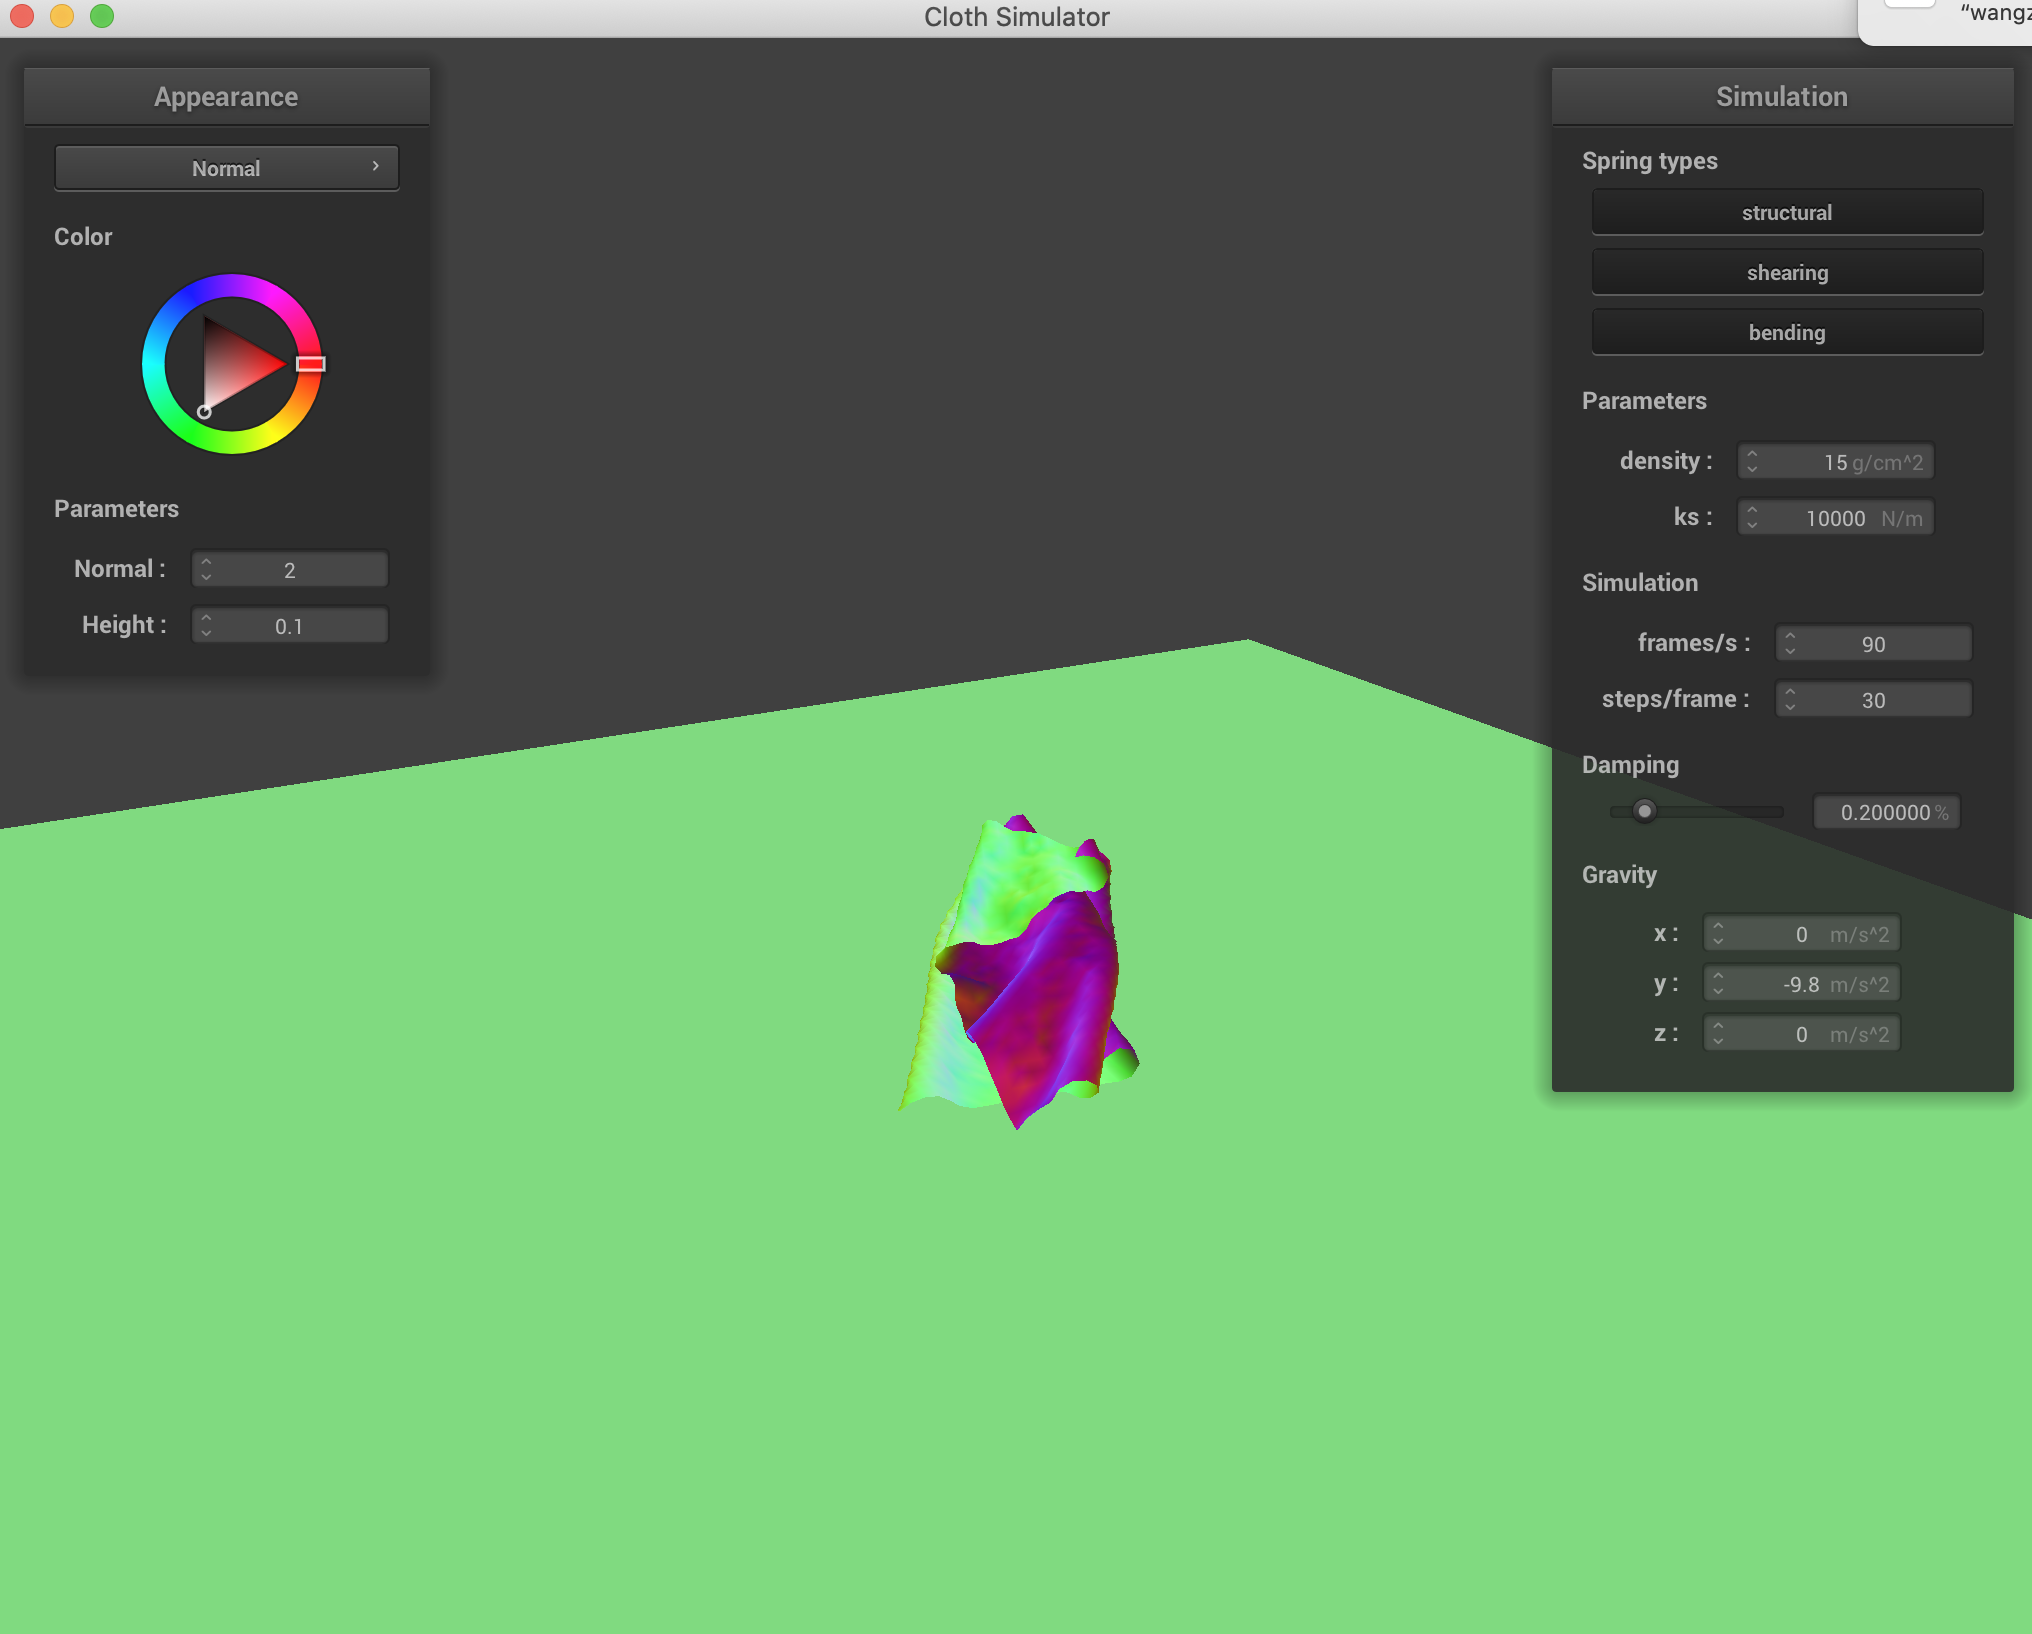 Cloth Simulator
Appearance
Normal
Color
Parameters
Normal : 2
Height : 0.1
Simulation
Spring types
structural
shearing
bending
Parameters
density : 15 g/cm^2
ks : 10000 N/m
Simulation
frames/s : 90
steps/frame : 30
Damping
0.200000 %
Gravity
x : 0 m/s^2
y : -9.8 m/s^2
z : 0 m/s^2